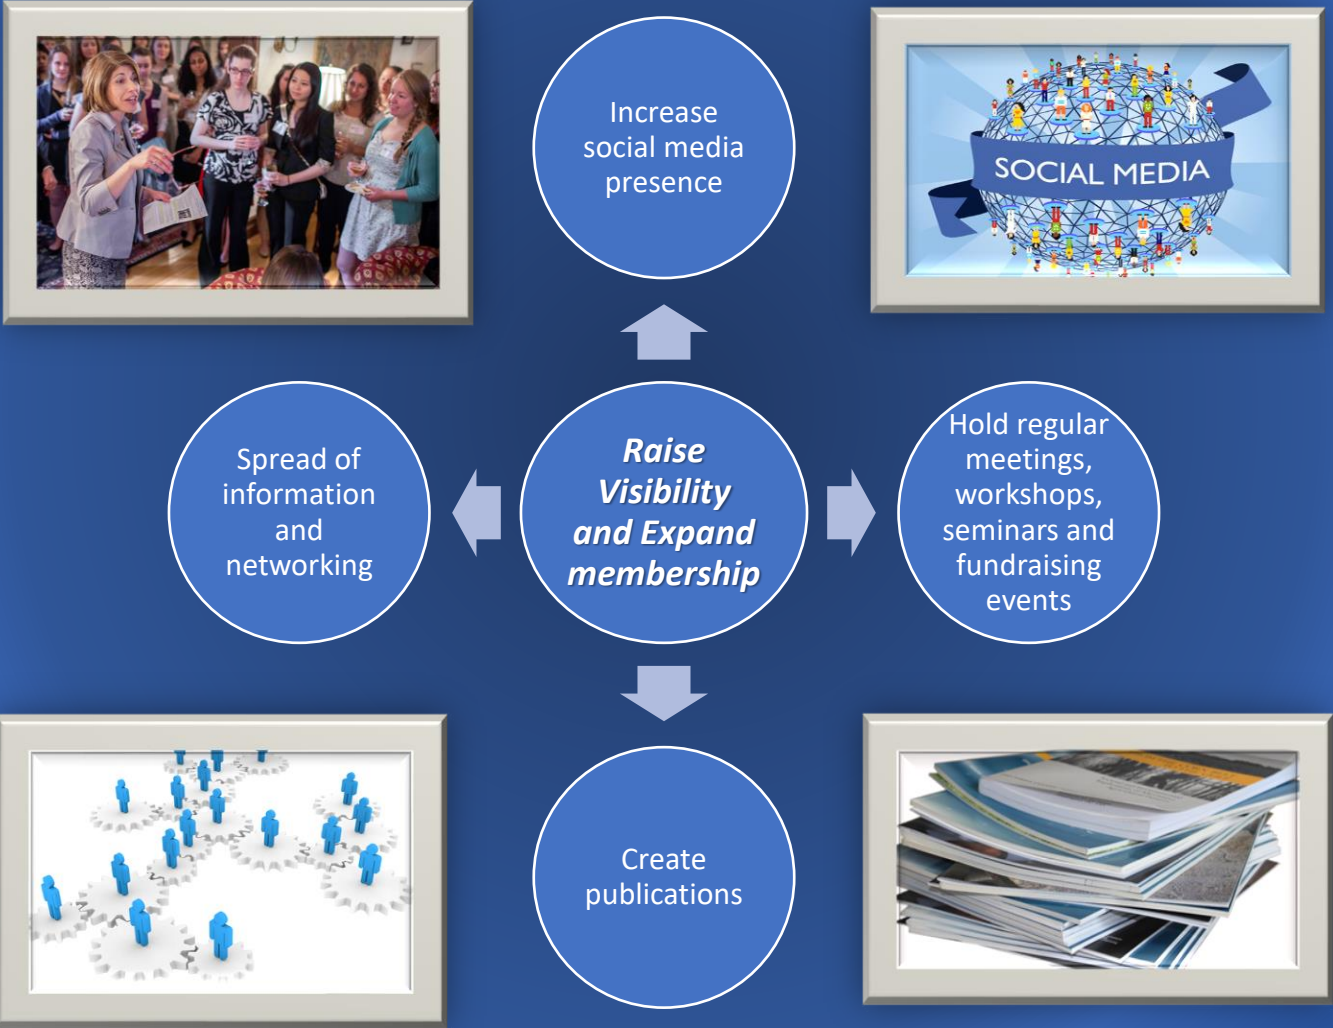 Increase
social media
presence
SOCIAL MEDIA
Spread of
information
and
networking
Raise
Visibility
and Expand
membership
Hold regular
meetings,
workshops,
seminars and
fundraising
events
Create
publications